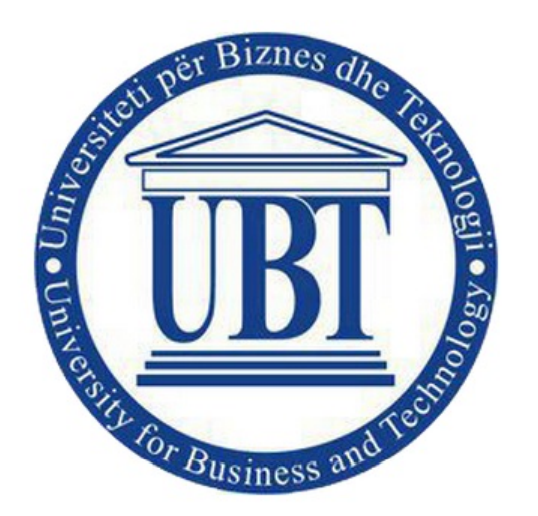 Universiteti për Biznes dhe Teknologji
UBT
University for Business and Technology